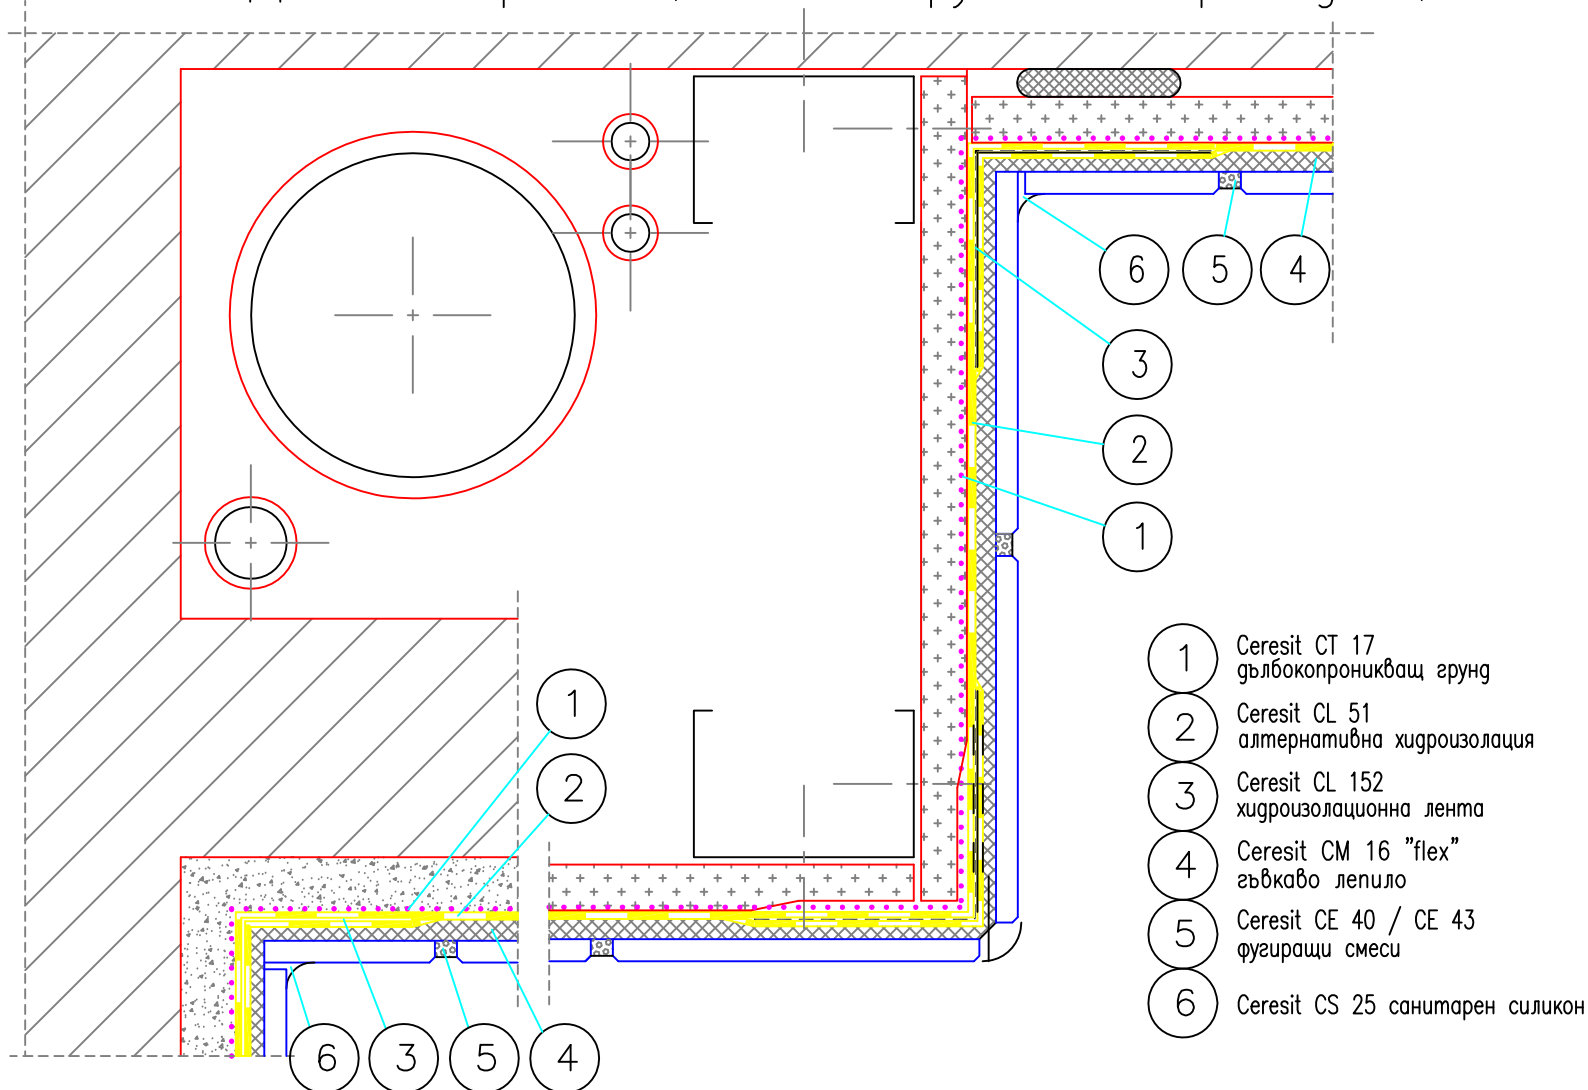 6
5
4
3
2
1
1
2
1 Ceresit CT 17
дълбокопроникващ грунд
2 Ceresit CL 51
алтернативна хидроизолация
3 Ceresit CL 152
хидроизолационна лента
4 Ceresit CM 16 "flex"
гъвкаво лепило
5 Ceresit CE 40 / CE 43
фугиращи смеси
6 Ceresit CS 25 санитарен силикон
6
3
5
4